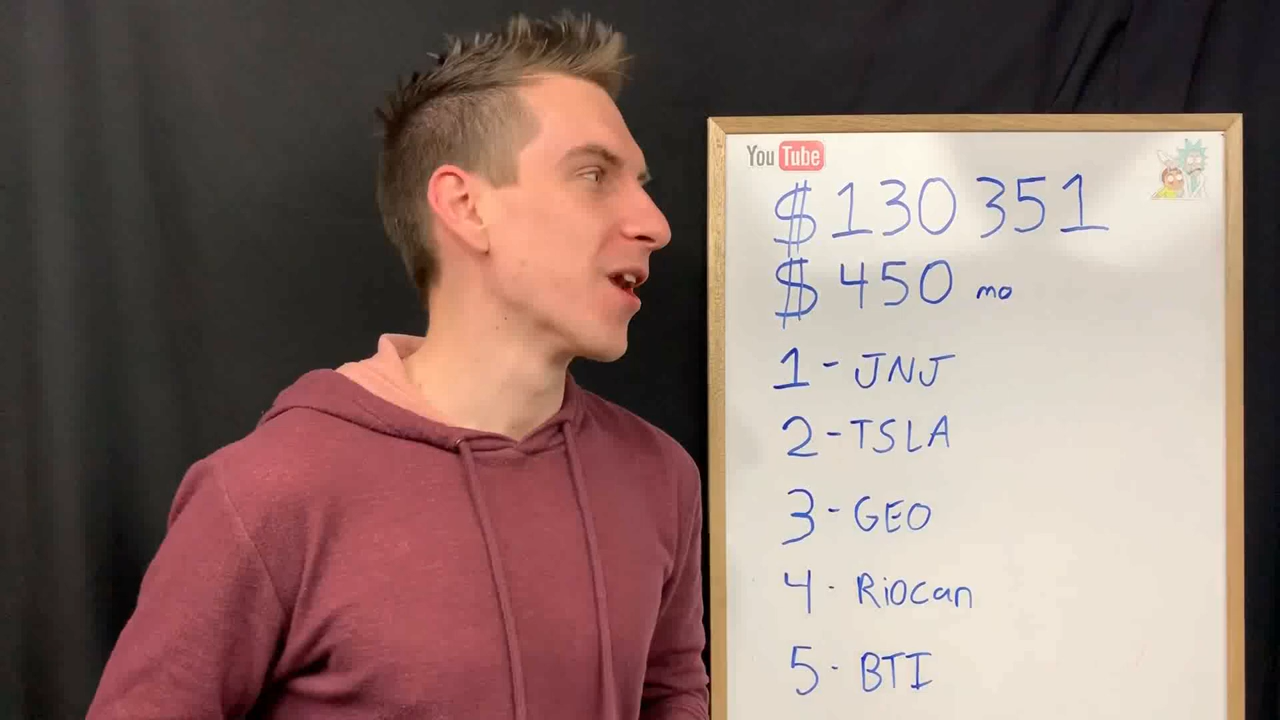 YouTube
$130351
$450 mo
1-JNJ
2-TSLA
3-GEO
4-Riocan
5-BTI